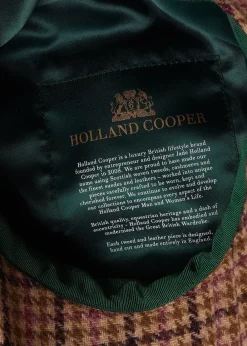 HOLLAND COOPER
Holland Cooper is a luxury British lifestyle brand
founded by entrepreneur and designer Jade Holland
Cooper in 2008. We are proud to have made our
name using Scottish woven tweeds, cashmeres and
the finest suedes and leathers – worked into unique
pieces carefully crafted to be worn, kept and
cherished forever. We continue to evolve and develop
our collections to encompass every aspect of the
Holland Cooper Man and Woman's Life.
British quality, equestrian heritage and a dash of
eccentricity - Holland Cooper has embodied and
modernised the Great British Wardrobe.
Each tweed and leather piece is designed,
hand cut and made entirely in England.